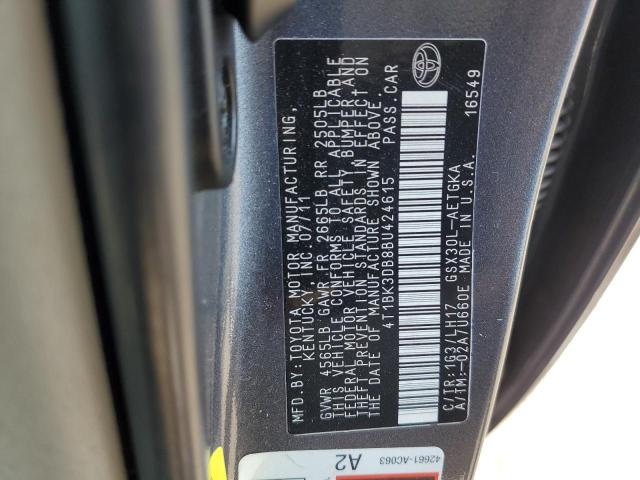 MFD.BY:TOYOTA MOTOR MANUFACTURING,
KENTUCKY, INC. 07/11
GVWR 4565LB GAWR FR 2665LB RR 2505LB
THIS VEHICLE CONFORMS TO ALL APPLICABLE
FEDERAL MOTOR VEHICLE SAFETY, BUMPER, AND
THEFT PREVENTION STANDARDS IN EFFECT ON
THE DATE OF MANUFACTURE SHOWN ABOVE.
4T1BK3DB8BU424615 PASS.CAR
C/TR:1G3/LH17 GSX30L-AETGKA
A/TM:-02A/U660E MADE IN U.S.A.
16549
42661-AC063
A2